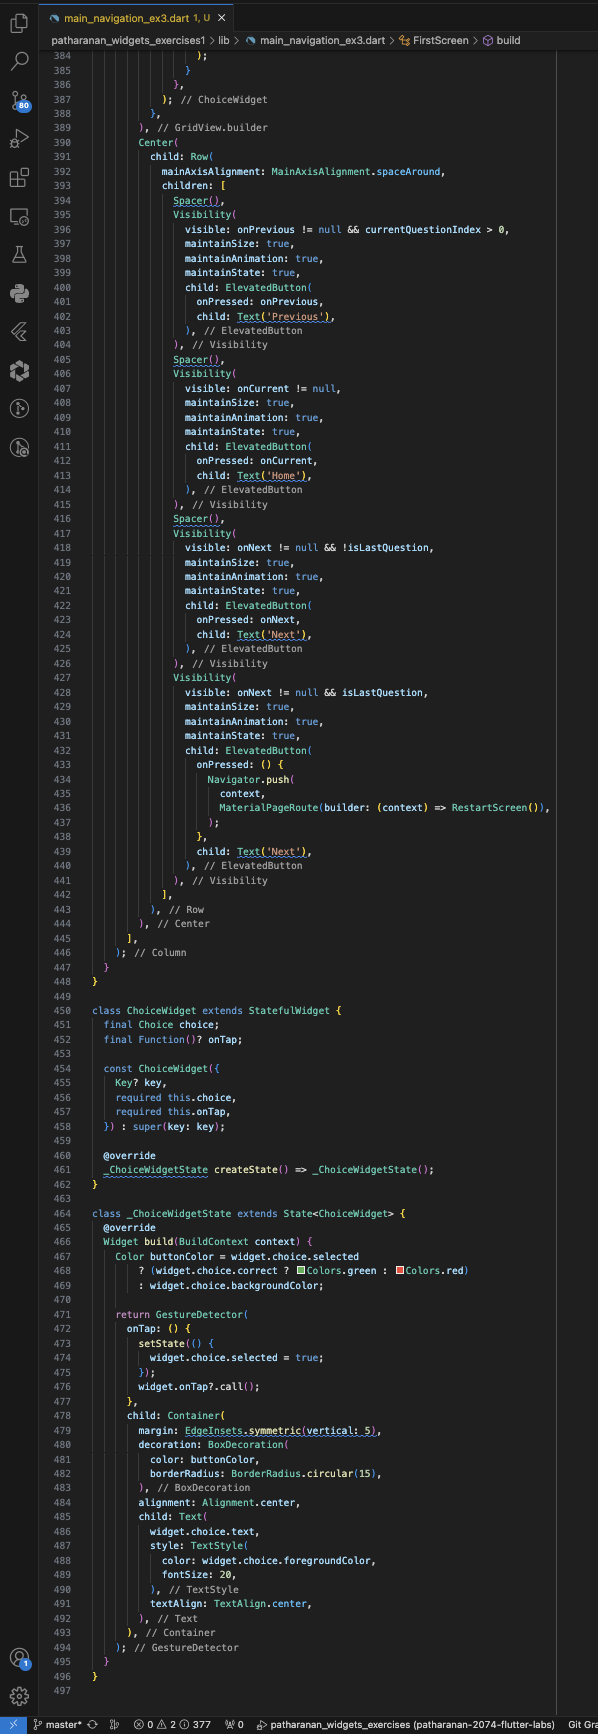 main_navigation_ex3.dart 1, U
patharanan_widgets_exercises1 > lib > main_navigation_ex3.dart > FirstScreen > build
384 );
385 }
386 },
387 ); // ChoiceWidget
388 },
389 ), // GridView.builder
390 Center(
391 child: Row(
392 mainAxisAlignment: MainAxisAlignment.spaceAround,
393 children: [
394 Spacer(),
395 Visibility(
396 visible: onPrevious != null && currentQuestionIndex > 0,
397 maintainSize: true,
398 maintainAnimation: true,
399 maintainState: true,
400 child: ElevatedButton(
401 onPressed: onPrevious,
402 child: Text('Previous'),
403 ), // ElevatedButton
404 ), // Visibility
405 Spacer(),
406 Visibility(
407 visible: onCurrent != null,
408 maintainSize: true,
409 maintainAnimation: true,
410 maintainState: true,
411 child: ElevatedButton(
412 onPressed: onCurrent,
413 child: Text('Home'),
414 ), // ElevatedButton
415 ), // Visibility
416 Spacer(),
417 Visibility(
418 visible: onNext != null && !isLastQuestion,
419 maintainSize: true,
420 maintainAnimation: true,
421 maintainState: true,
422 child: ElevatedButton(
423 onPressed: onNext,
424 child: Text('Next'),
425 ), // ElevatedButton
426 ), // Visibility
427 Visibility(
428 visible: onNext != null && isLastQuestion,
429 maintainSize: true,
430 maintainAnimation: true,
431 maintainState: true,
432 child: ElevatedButton(
433 onPressed: () {
434 Navigator.push(
435 context,
436 MaterialPageRoute(builder: (context) => RestartScreen()),
437 );
438 },
439 child: Text('Next'),
440 ), // ElevatedButton
441 ), // Visibility
442 ],
443 ), // Row
444 ), // Center
445 ],
446 ); // Column
447 }
448 }
449
450 class ChoiceWidget extends StatefulWidget {
451 final Choice choice;
452 final Function()? onTap;
453
454 const ChoiceWidget({
455 Key? key,
456 required this.choice,
457 required this.onTap,
458 }) : super(key: key);
459
460 @override
461 _ChoiceWidgetState createState() => _ChoiceWidgetState();
462 }
463
464 class _ChoiceWidgetState extends State<ChoiceWidget> {
465 @override
466 Widget build(BuildContext context) {
467 Color buttonColor = widget.choice.selected
468 ? (widget.choice.correct ? Colors.green : Colors.red)
469 : widget.choice.backgroundColor;
470
471 return GestureDetector(
472 onTap: () {
473 setState(() {
474 widget.choice.selected = true;
475 });
476 widget.onTap?.call();
477 },
478 child: Container(
479 margin: EdgeInsets.symmetric(vertical: 5),
480 decoration: BoxDecoration(
481 color: buttonColor,
482 borderRadius: BorderRadius.circular(15),
483 ), // BoxDecoration
484 alignment: Alignment.center,
485 child: Text(
486 widget.choice.text,
487 style: TextStyle(
488 color: widget.choice.foregroundColor,
489 fontSize: 20,
490 ), // TextStyle
491 textAlign: TextAlign.center,
492 ), // Text
493 ), // Container
494 ); // GestureDetector
495 }
496 }
497
80
1
master* 0 2 377 0 patharanan_widgets_exercises (patharanan-2074-flutter-labs) Git Gra